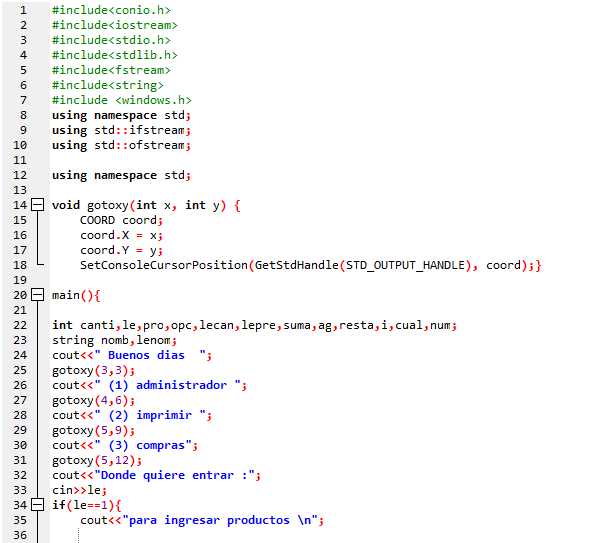 1 #include<conio.h>
2 #include<iostream>
3 #include<stdio.h>
4 #include<stdlib.h>
5 #include<fstream>
6 #include<string>
7 #include <windows.h>
8 using namespace std;
9 using std::ifstream;
10 using std::ofstream;
11
12 using namespace std;
13
14 void gotoxy(int x, int y) {
15 COORD coord;
16 coord.X = x;
17 coord.Y = y;
18 SetConsoleCursorPosition(GetStdHandle(STD_OUTPUT_HANDLE), coord);}
19
20 main(){
21
22 int canti,le,pro,opc,lecan,lepre,suma,ag,resta,i,cual,num;
23 string nomb,lenom;
24 cout<<" Buenos dias  ";
25 gotoxy(3,3);
26 cout<<" (1) administrador ";
27 gotoxy(4,6);
28 cout<<" (2) imprimir ";
29 gotoxy(5,9);
30 cout<<" (3) compras";
31 gotoxy(5,12);
32 cout<<"Donde quiere entrar :";
33 cin>>le;
34 if(le==1){
35 cout<<"para ingresar productos \n";
36